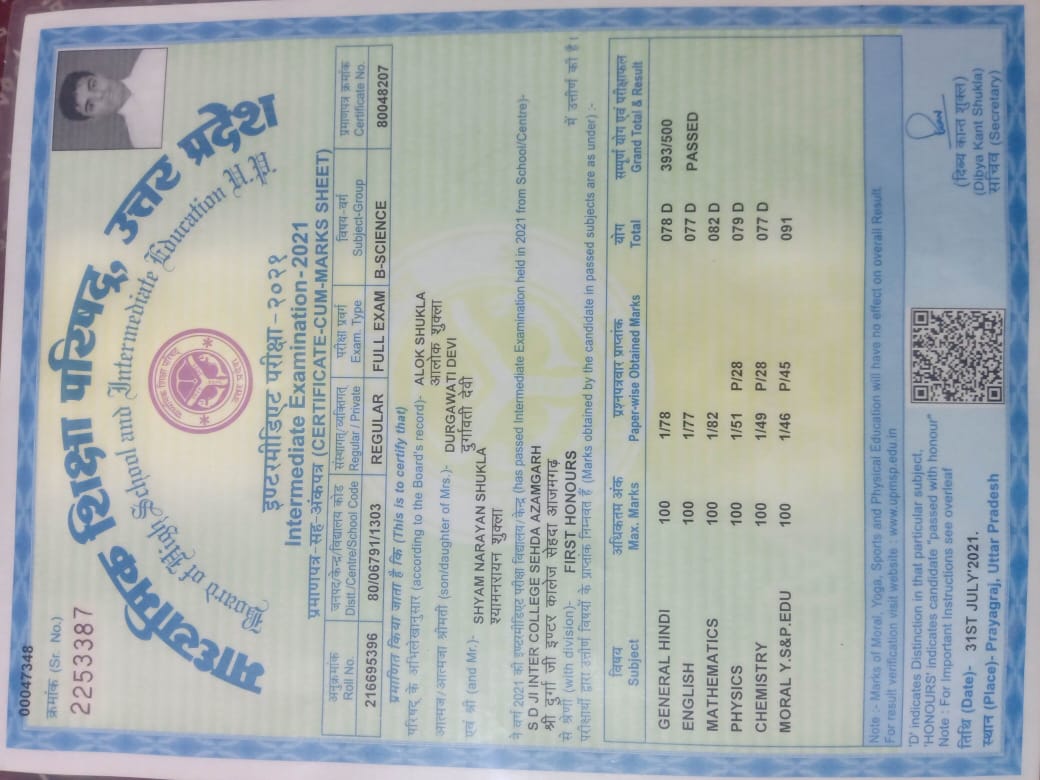 00047348
क्रमांक (Sr. No.)
2253387
माध्यमिक शिक्षा परिषद्, उत्तर प्रदेश
Board of High School and Intermediate Education U.P.
इण्टरमीडिएट परीक्षा-२०२१
Intermediate Examination-2021
प्रमाणपत्र-सह-अंकपत्र (CERTIFICATE-CUM-MARKS SHEET)
अनुक्रमांक जनपद/केन्द्र/विद्यालय कोड संस्थागत/व्यक्तिगत परीक्षा प्रवर्ग विषय-वर्ग प्रमाणपत्र क्रमांक
Roll No. Distt./Centre/School Code Regular / Private Exam. Type Subject-Group Certificate No.
216695396 80/06791/1303 REGULAR FULL EXAM B-SCIENCE 80048207
प्रमाणित किया जाता है कि (This is to certify that)
परिषद् के अभिलेखानुसार (according to the Board's record)- ALOK SHUKLA
आलोक शुक्ला
आत्मज/आत्मजा श्रीमती (son/daughter of Mrs.)- DURGAWATI DEVI
दुर्गावती देवी
एवं श्री (and Mr.)- SHYAM NARAYAN SHUKLA
श्यामनारायन शुक्ला
ने वर्ष 2021 की इण्टरमीडिएट परीक्षा विद्यालय/केन्द्र (has passed Intermediate Examination held in 2021 from School/Centre)-
S D JI INTER COLLEGE SEHDA AZAMGARH
श्री दुर्गा जी इण्टर कालेज सेहदा आजमगढ़
से श्रेणी (with division)- FIRST HONOURS में उत्तीर्ण की है।
परीक्षार्थी द्वारा उत्तीर्ण विषयों के प्राप्तांक निम्नवत हैं (Marks obtained by the candidate in passed subjects are as under) :-
विषय अधिकतम अंक प्रश्नपत्रवार प्राप्तांक योग सम्पूर्ण योग एवं परीक्षाफल
Subject Max. Marks Paper-wise Obtained Marks Total Grand Total & Result
GENERAL HINDI 100 1/78 078 D 393/500
ENGLISH 100 1/77 077 D PASSED
MATHEMATICS 100 1/82 082 D
PHYSICS 100 1/51 P/28 079 D
CHEMISTRY 100 1/49 P/28 077 D
MORAL Y.S&P.EDU 100 1/46 P/45 091
Note :- Marks of Moral, Yoga, Sports and Physical Education will have no effect on overall Result.
For result verification visit website : www.upmsp.edu.in
'D' indicates Distinction in that particular subject,
'HONOURS' indicates candidate "passed with honour"
Note : For Important Instructions see overleaf
तिथि (Date)- 31ST JULY'2021.
स्थान (Place)- Prayagraj, Uttar Pradesh
(दिब्य कान्त शुक्ल)
(Dibya Kant Shukla)
सचिव (Secretary)